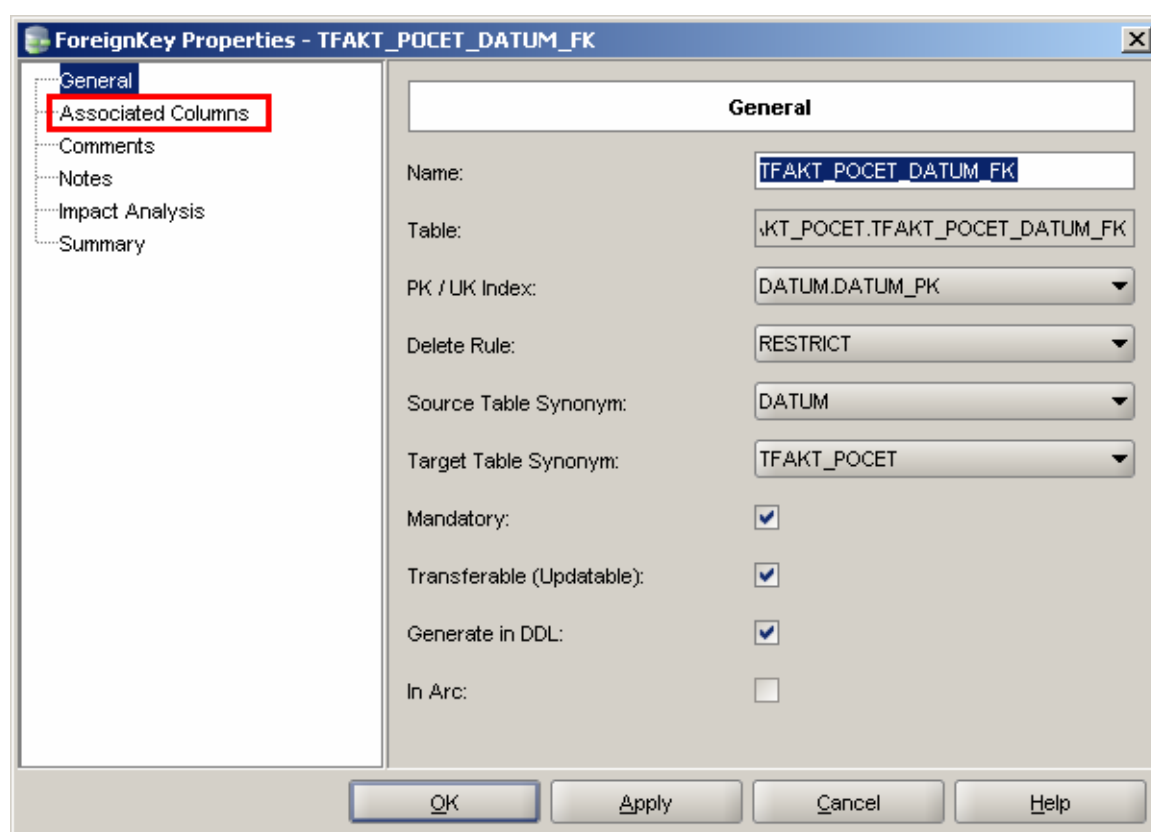 ForeignKey Properties - TFAKT_POCET_DATUM_FK
General
Associated Columns
Comments
Notes
Impact Analysis
Summary
General
Name: TFAKT_POCET_DATUM_FK
Table: KT_POCET.TFAKT_POCET_DATUM_FK
PK / UK Index: DATUM.DATUM_PK
Delete Rule: RESTRICT
Source Table Synonym: DATUM
Target Table Synonym: TFAKT_POCET
Mandatory:
Transferable (Updatable):
Generate in DDL:
In Arc:
OK Apply Cancel Help